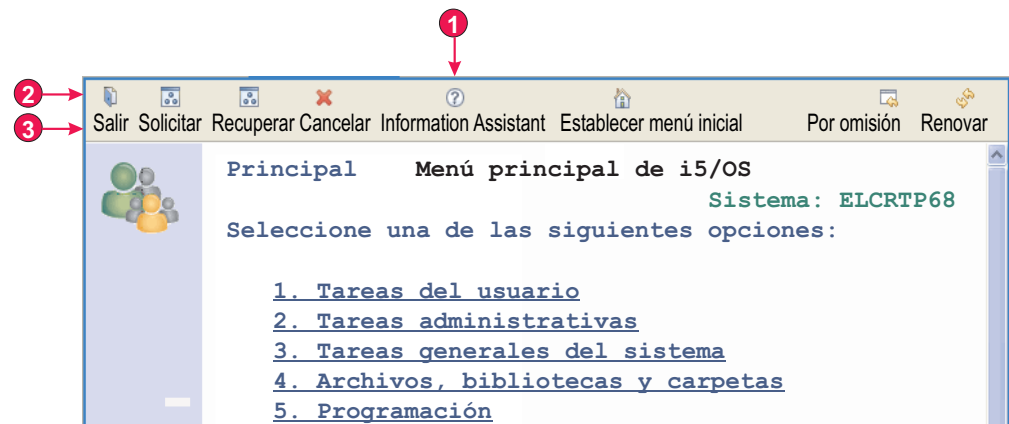 1
2
3
Salir Solicitar Recuperar Cancelar Information Assistant Establecer menú inicial Por omisión Renovar
Principal Menú principal de i5/OS
Sistema: ELCRTP68
Seleccione una de las siguientes opciones:
1. Tareas del usuario
2. Tareas administrativas
3. Tareas generales del sistema
4. Archivos, bibliotecas y carpetas
5. Programación